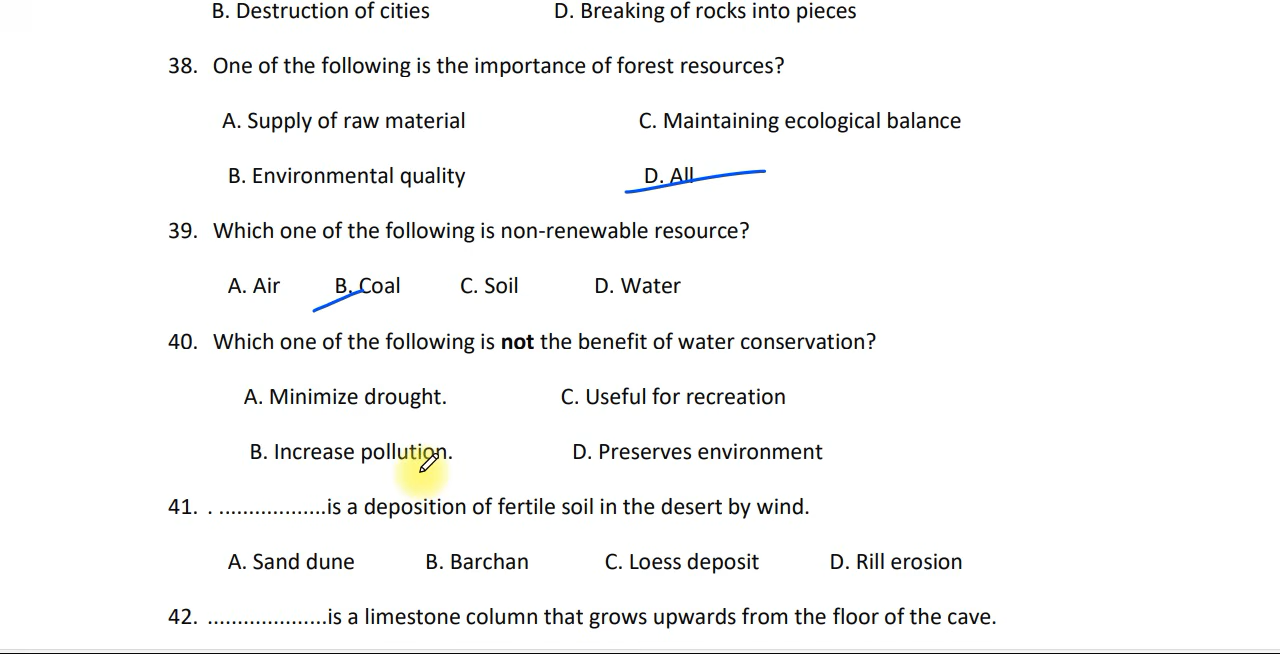 B. Destruction of cities D. Breaking of rocks into pieces
38. One of the following is the importance of forest resources?
A. Supply of raw material C. Maintaining ecological balance
B. Environmental quality D. All
39. Which one of the following is non-renewable resource?
A. Air B. Coal C. Soil D. Water
40. Which one of the following is not the benefit of water conservation?
A. Minimize drought. C. Useful for recreation
B. Increase pollution. D. Preserves environment
41. . ..................is a deposition of fertile soil in the desert by wind.
A. Sand dune B. Barchan C. Loess deposit D. Rill erosion
42. ....................is a limestone column that grows upwards from the floor of the cave.